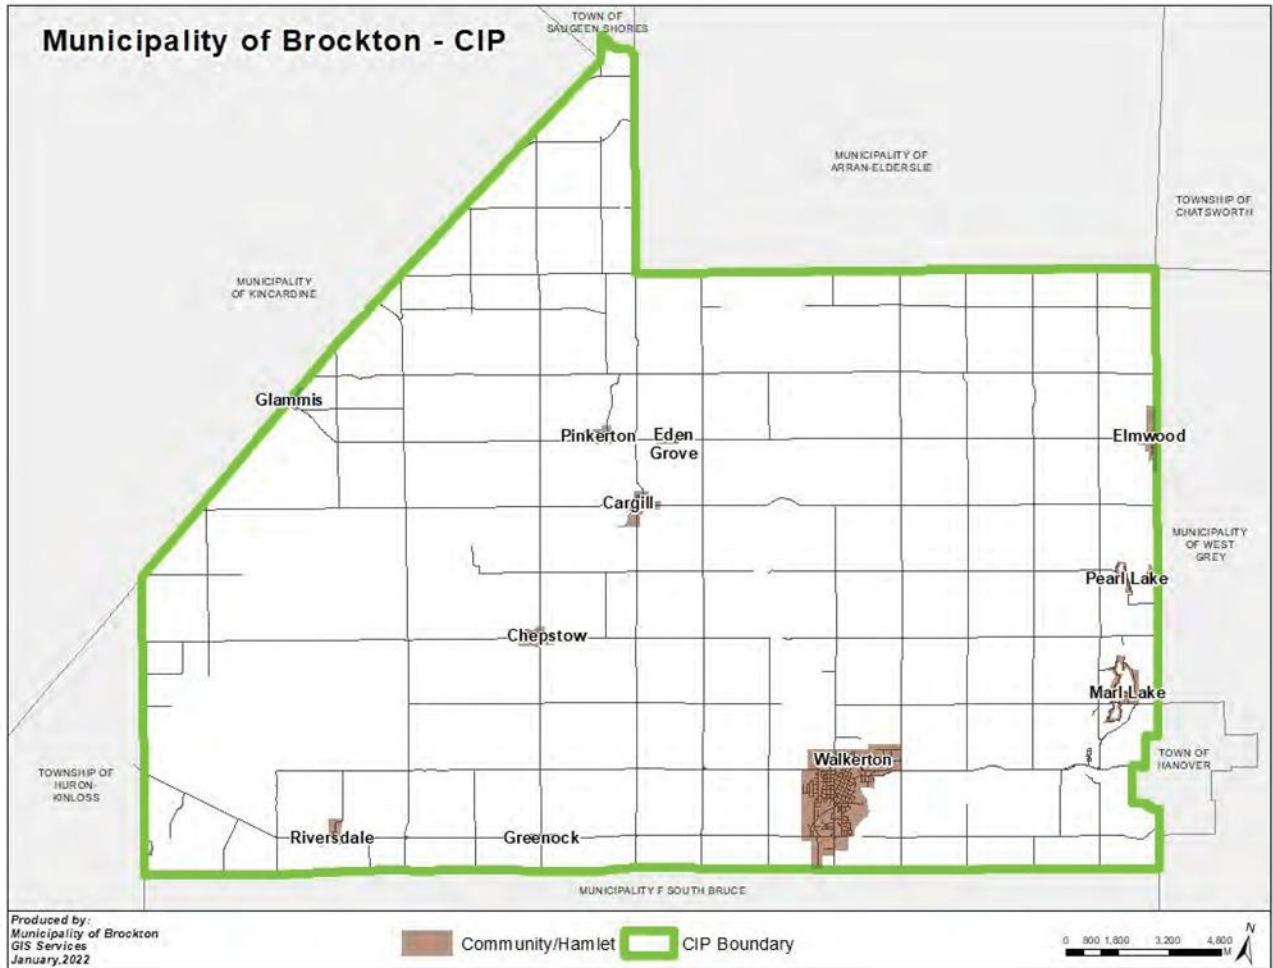 TOWN OF
SAUGEEN SHORES
Municipality of Brockton - CIP
MUNICIPALITY OF
ARRAN-ELDERSLIE
TOWNSHIP OF
CHATSWORTH
MUNICIPALITY
OF KINCARDINE
Glammis
Pinkerton
Eden
Grove
Elmwood
Cargill
MUNICIPALITY
OF WEST
GREY
Pearl Lake
Chepstow
Marl Lake
Walkerton
TOWN OF
HANOVER
TOWNSHIP OF
HURON-
KINLOSS
Riversdale
Greenock
MUNICIPALITY F SOUTH BRUCE
Produced by:
Municipality of Brockton
GIS Services
January,2022
Community/Hamlet
CIP Boundary
0 800 1,600 3,200 4,800
M
N